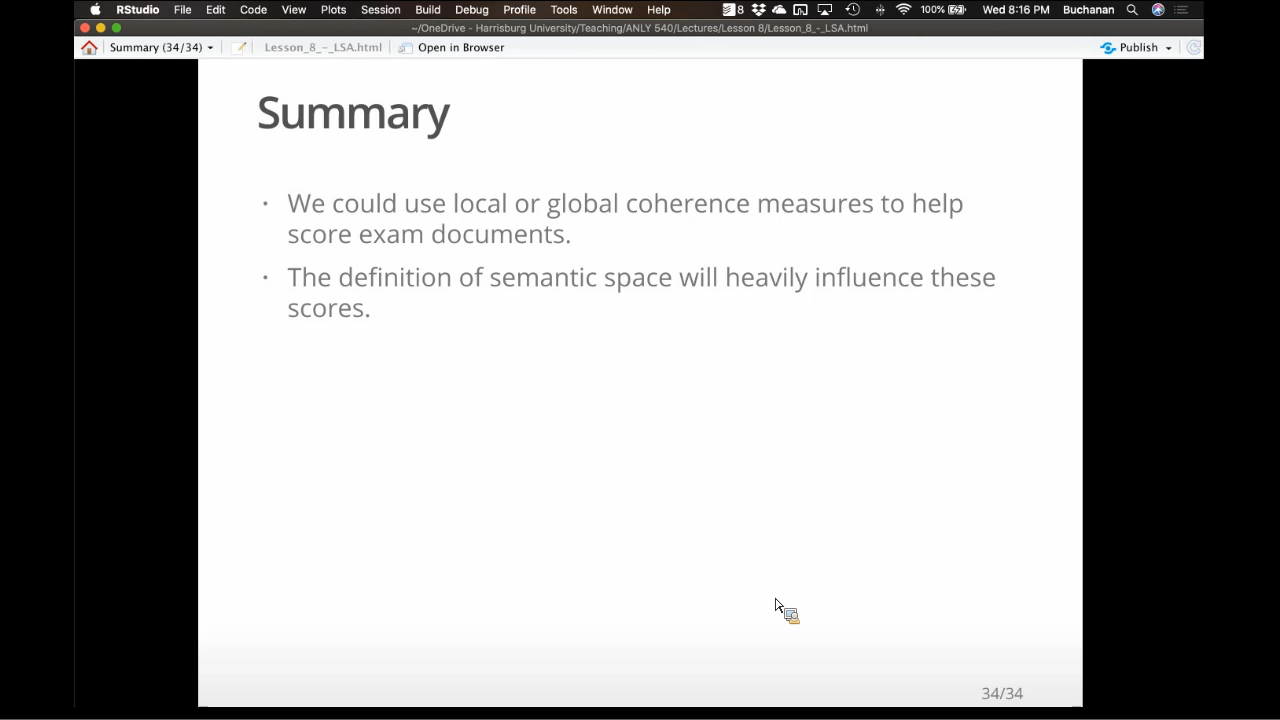 RStudio File Edit Code View Plots Session Build Debug Profile Tools Window Help 8 100% Wed 8:16 PM Buchanan
~/OneDrive - Harrisburg University/Teaching/ANLY 540/Lectures/Lesson 8/Lesson_8_-_LSA.html
Summary (34/34) Lesson_8_-_LSA.html Open in Browser Publish
Summary
• We could use local or global coherence measures to help
score exam documents.
• The definition of semantic space will heavily influence these
scores.
34/34